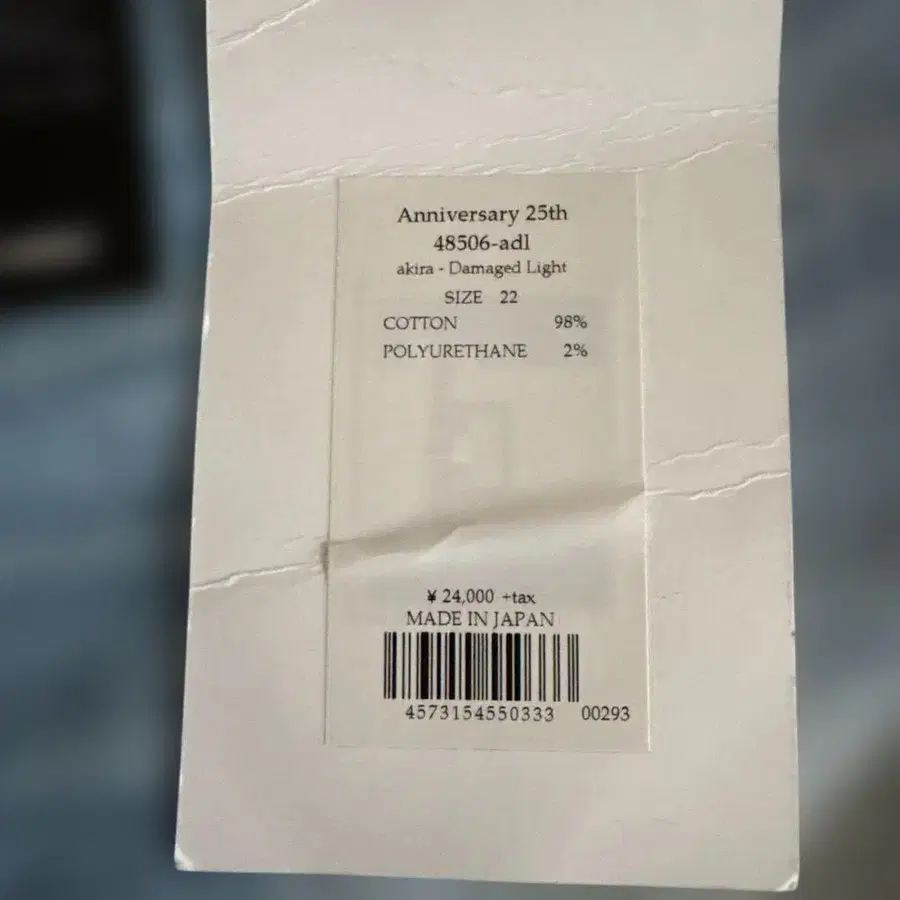 Anniversary 25th
48506-adl
akira - Damaged Light
SIZE 22
COTTON 98%
POLYURETHANE 2%
¥ 24,000 +tax
MADE IN JAPAN
4573154550333 00293